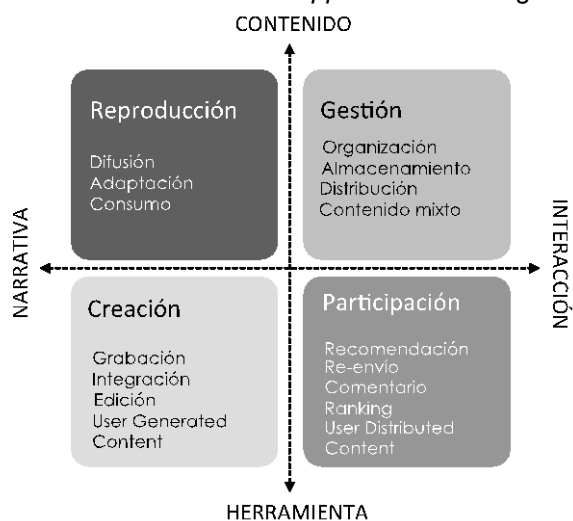 CONTENIDO
Reproducción
Difusión
Adaptación
Consumo
Gestión
Organización
Almacenamiento
Distribución
Contenido mixto
NARRATIVA
INTERACCIÓN
Creación
Grabación
Integración
Edición
User Generated
Content
Participación
Recomendación
Re-envío
Comentario
Ranking
User Distributed
Content
HERRAMIENTA